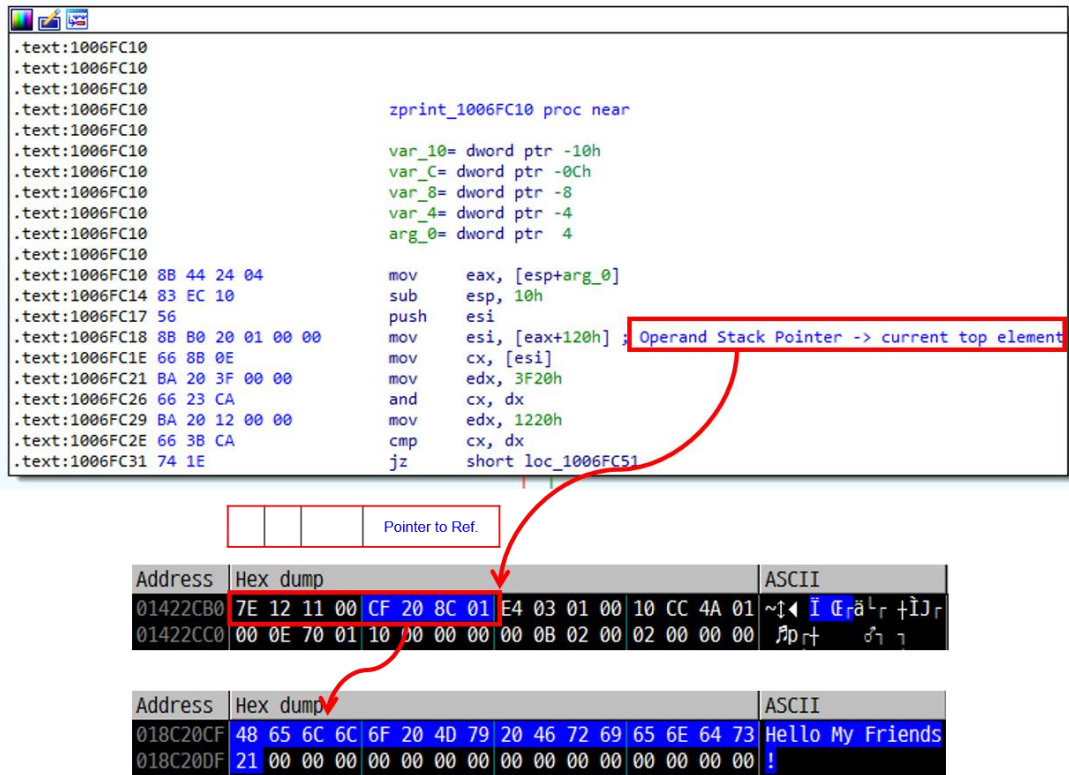 .text:1006FC10
.text:1006FC10
.text:1006FC10
.text:1006FC10 zprint_1006FC10 proc near
.text:1006FC10
.text:1006FC10 var_10= dword ptr -10h
.text:1006FC10 var_C= dword ptr -0Ch
.text:1006FC10 var_8= dword ptr -8
.text:1006FC10 var_4= dword ptr -4
.text:1006FC10 arg_0= dword ptr 4
.text:1006FC10
.text:1006FC10 8B 44 24 04 mov eax, [esp+arg_0]
.text:1006FC14 83 EC 10 sub esp, 10h
.text:1006FC17 56 push esi
.text:1006FC18 8B B0 20 01 00 00 mov esi, [eax+120h] ; Operand Stack Pointer -> current top element
.text:1006FC1E 66 8B 0E mov cx, [esi]
.text:1006FC21 BA 20 3F 00 00 mov edx, 3F20h
.text:1006FC26 66 23 CA and cx, dx
.text:1006FC29 BA 20 12 00 00 mov edx, 1220h
.text:1006FC2E 66 3B CA cmp cx, dx
.text:1006FC31 74 1E jz short loc_1006FC51
Pointer to Ref.
Address Hex dump ASCII
01422CB0 7E 12 11 00 CF 20 8C 01 E4 03 01 00 10 CC 4A 01
01422CC0 00 0E 70 01 10 00 00 00 00 0B 02 00 02 00 00 00
Address Hex dump ASCII
018C20CF 48 65 6C 6C 6F 20 4D 79 20 46 72 69 65 6E 64 73 Hello My Friends
018C20DF 21 00 00 00 00 00 00 00 00 00 00 00 00 00 00 00 !